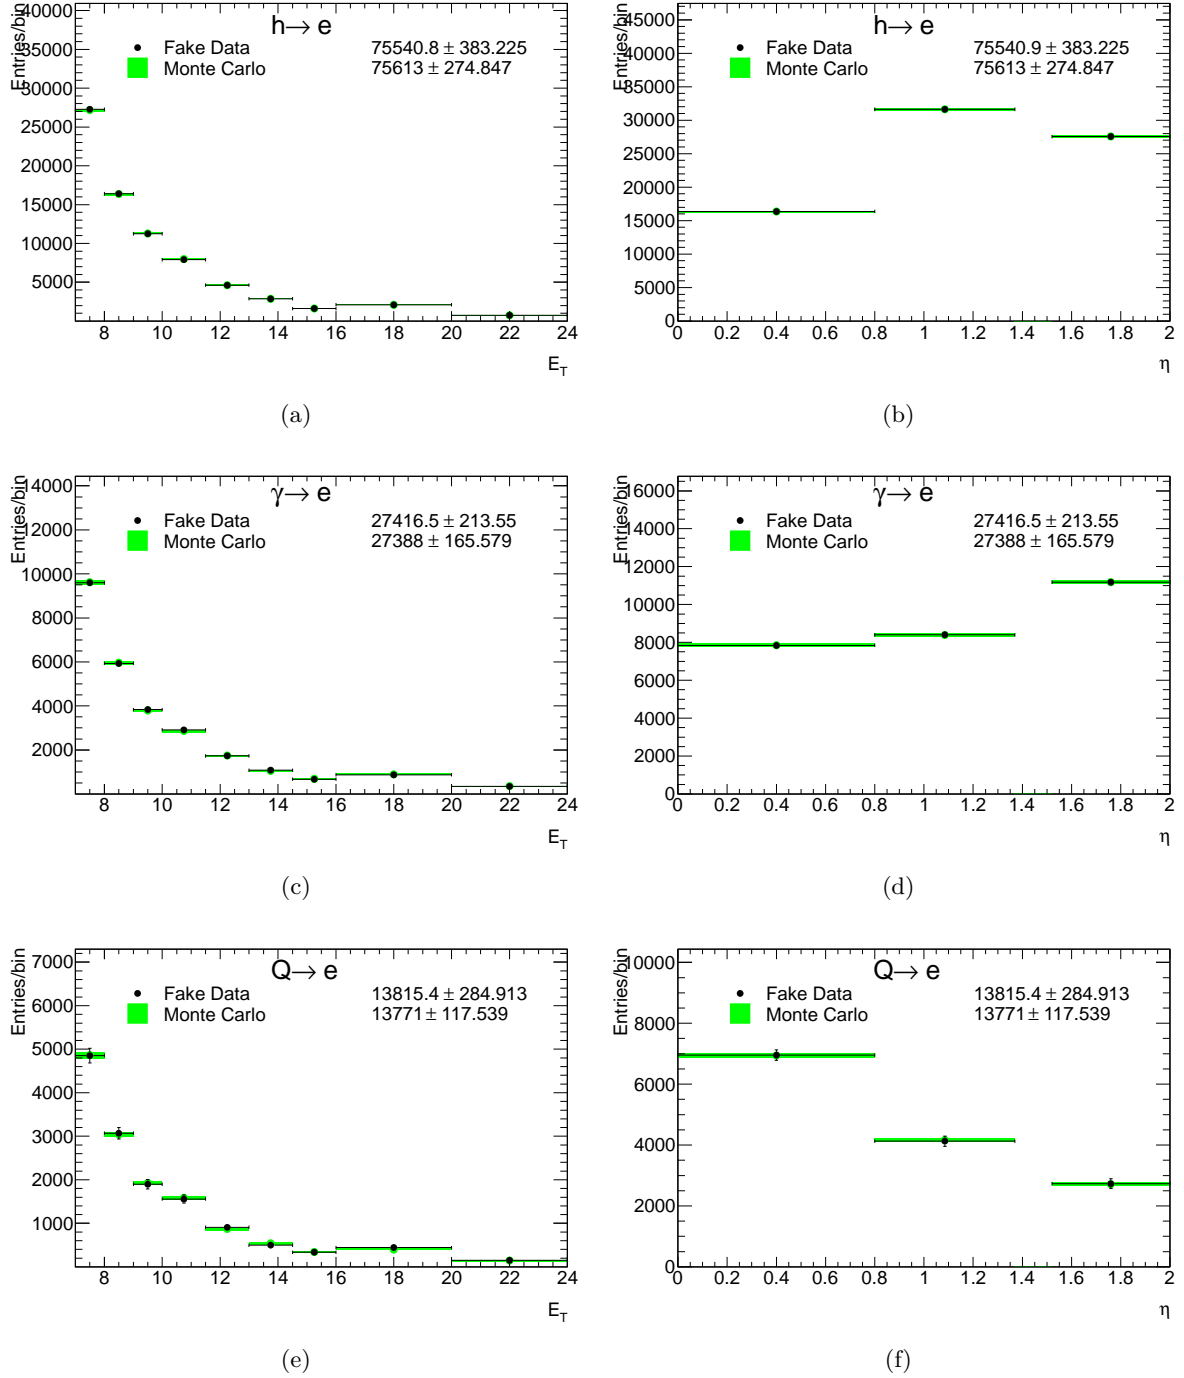 h→ e
Entries/bin
Fake Data 75540.8 ± 383.225
Monte Carlo 75613 ± 274.847
40000
35000
30000
25000
20000
15000
10000
5000
8 10 12 14 16 18 20 22 24
E_T
(a)
h→ e
Entries/bin
Fake Data 75540.9 ± 383.225
Monte Carlo 75613 ± 274.847
45000
40000
35000
30000
25000
20000
15000
10000
5000
0
0 0.2 0.4 0.6 0.8 1 1.2 1.4 1.6 1.8 2
η
(b)
γ→ e
Entries/bin
Fake Data 27416.5 ± 213.55
Monte Carlo 27388 ± 165.579
14000
12000
10000
8000
6000
4000
2000
8 10 12 14 16 18 20 22 24
E_T
(c)
γ→ e
Entries/bin
Fake Data 27416.5 ± 213.55
Monte Carlo 27388 ± 165.579
16000
14000
12000
10000
8000
6000
4000
2000
0
0 0.2 0.4 0.6 0.8 1 1.2 1.4 1.6 1.8 2
η
(d)
Q→ e
Entries/bin
Fake Data 13815.4 ± 284.913
Monte Carlo 13771 ± 117.539
7000
6000
5000
4000
3000
2000
1000
8 10 12 14 16 18 20 22 24
E_T
(e)
Q→ e
Entries/bin
Fake Data 13815.4 ± 284.913
Monte Carlo 13771 ± 117.539
10000
8000
6000
4000
2000
0
0 0.2 0.4 0.6 0.8 1 1.2 1.4 1.6 1.8 2
η
(f)